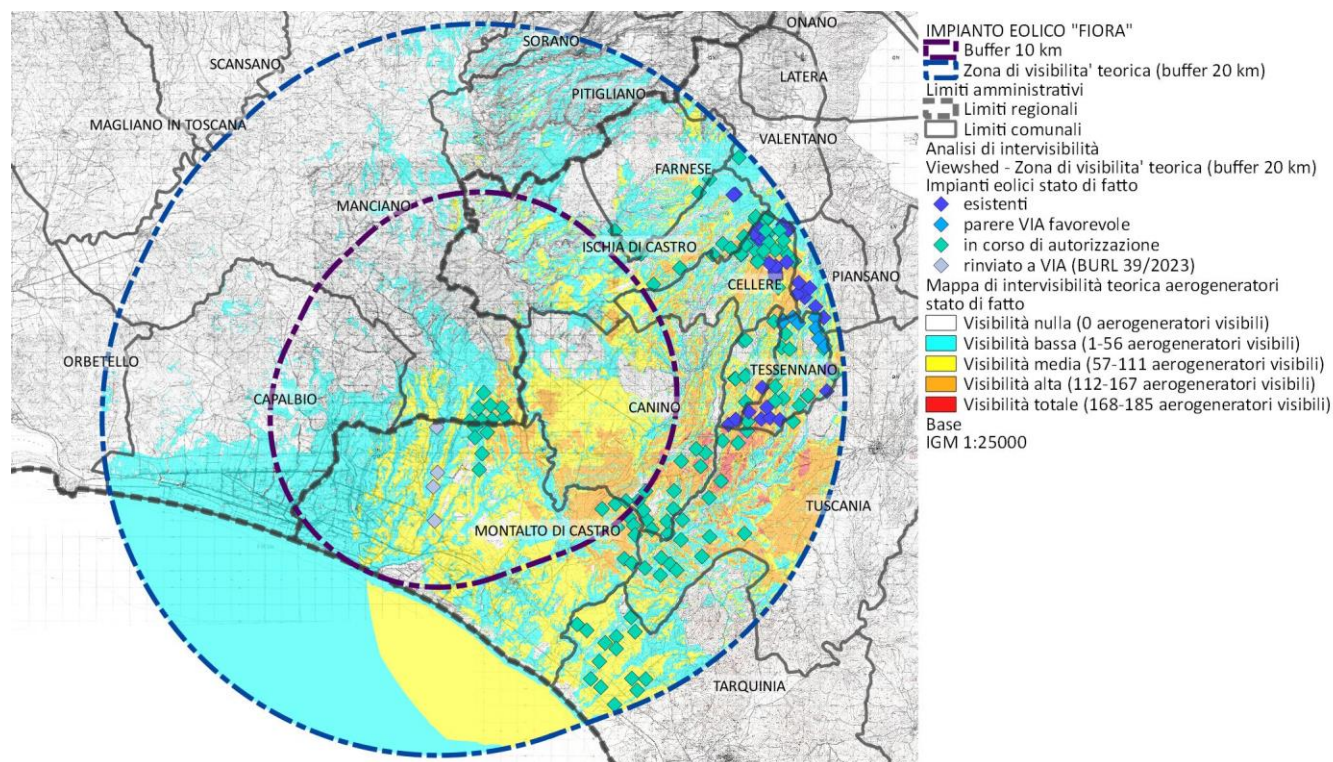 ONANO
SORANO
SCANSANO
LATERA
PITIGLIANO
MAGLIANO IN TOSCANA
VALENTANO
FARNESE
MANCIANO
ISCHIA DI CASTRO
PIANSANO
CELLERE
ORBETELLO
TESSENNANO
CAPALBIO
CANINO
TUSCANIA
MONTALTO DI CASTRO
TARQUINIA
IMPIANTO EOLICO "FIORA"
Buffer 10 km
Zona di visibilita' teorica (buffer 20 km)
Limiti amministrativi
Limiti regionali
Limiti comunali
Analisi di intervisibilità
Viewshed - Zona di visibilita' teorica (buffer 20 km)
Impianti eolici stato di fatto
esistenti
parere VIA favorevole
in corso di autorizzazione
rinviato a VIA (BURL 39/2023)
Mappa di intervisibilità teorica aerogeneratori
stato di fatto
Visibilità nulla (0 aerogeneratori visibili)
Visibilità bassa (1-56 aerogeneratori visibili)
Visibilità media (57-111 aerogeneratori visibili)
Visibilità alta (112-167 aerogeneratori visibili)
Visibilità totale (168-185 aerogeneratori visibili)
Base
IGM 1:25000